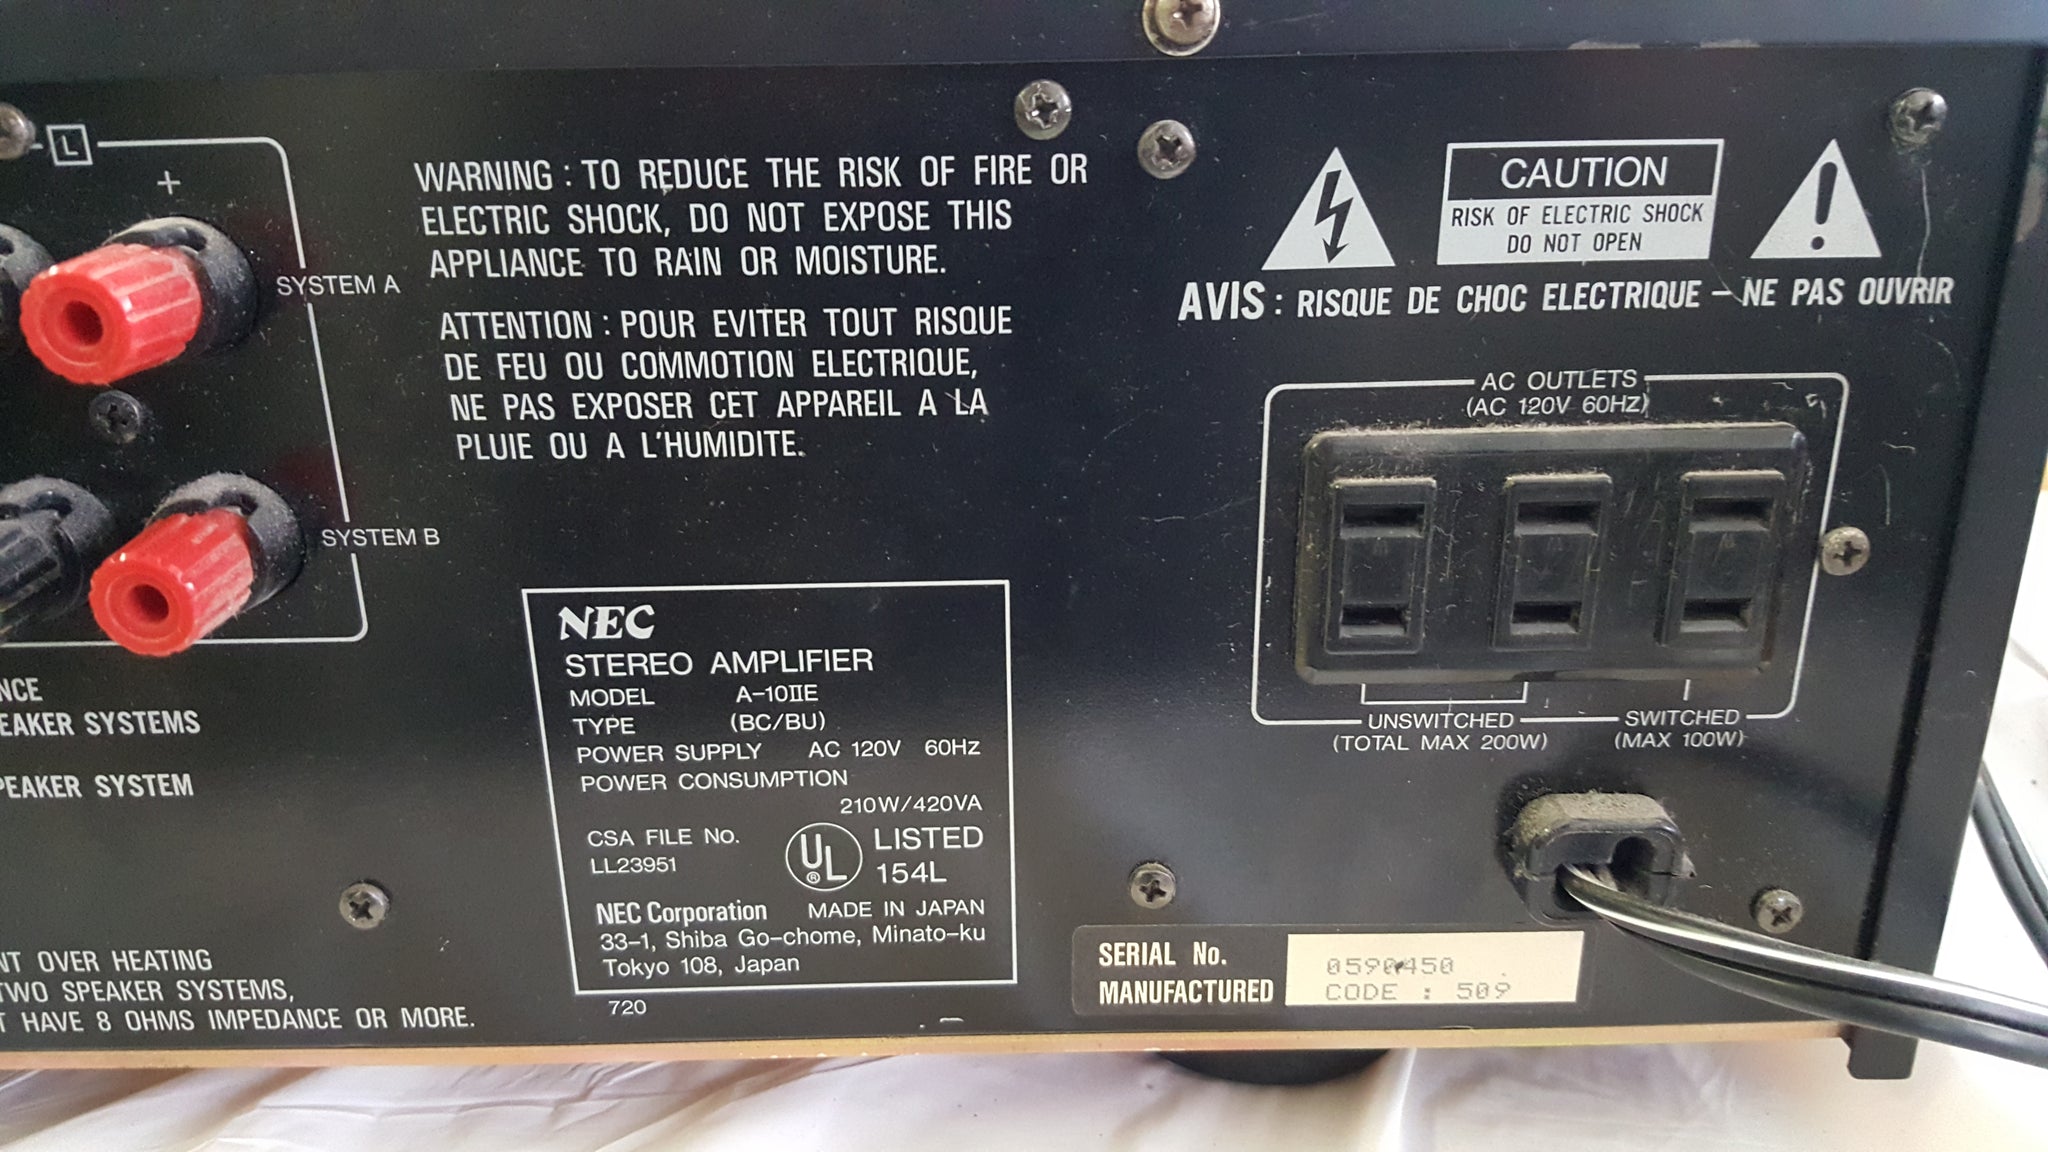 L
+
SYSTEM A
SYSTEM B
WARNING : TO REDUCE THE RISK OF FIRE OR
ELECTRIC SHOCK, DO NOT EXPOSE THIS
APPLIANCE TO RAIN OR MOISTURE.
ATTENTION : POUR EVITER TOUT RISQUE
DE FEU OU COMMOTION ELECTRIQUE,
NE PAS EXPOSER CET APPAREIL A LA
PLUIE OU A L'HUMIDITE.
CAUTION
RISK OF ELECTRIC SHOCK
DO NOT OPEN
AVIS : RISQUE DE CHOC ELECTRIQUE – NE PAS OUVRIR
AC OUTLETS
(AC 120V 60HZ)
UNSWITCHED
(TOTAL MAX 200W)
SWITCHED
(MAX 100W)
SPEAKER SYSTEMS
SPEAKER SYSTEM
OVER HEATING
TWO SPEAKER SYSTEMS,
HAVE 8 OHMS IMPEDANCE OR MORE.
NEC
STEREO AMPLIFIER
MODEL A-10IIE
TYPE (BC/BU)
POWER SUPPLY AC 120V 60Hz
POWER CONSUMPTION
210W/420VA
CSA FILE No.
LL23951
UL ® LISTED
154L
NEC Corporation MADE IN JAPAN
33-1, Shiba Go-chome, Minato-ku
Tokyo 108, Japan
720
SERIAL No. 0590450
MANUFACTURED CODE : 509